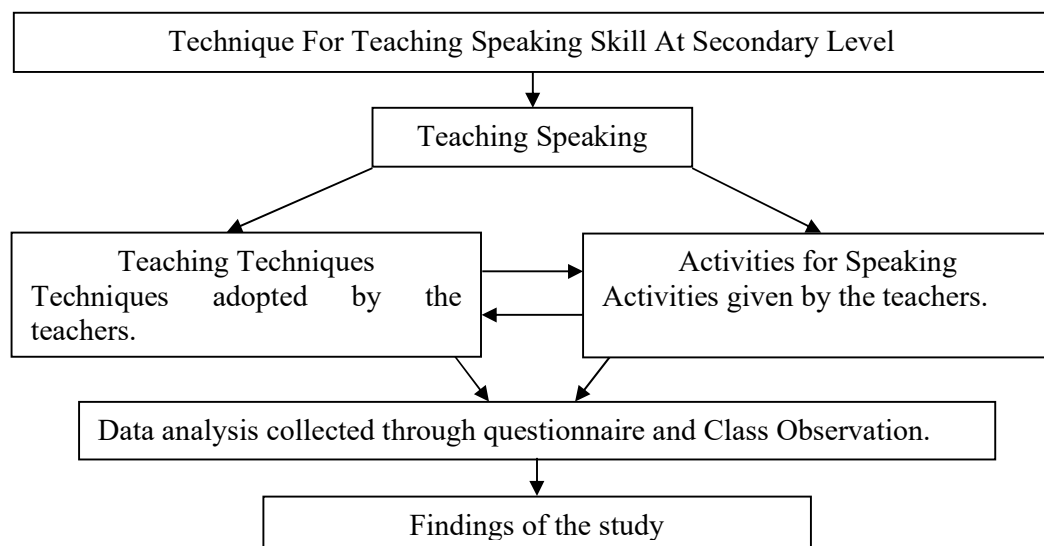 Technique For Teaching Speaking Skill At Secondary Level
Teaching Speaking
Teaching Techniques
Techniques adopted by the
teachers.
Activities for Speaking
Activities given by the teachers.
Data analysis collected through questionnaire and Class Observation.
Findings of the study